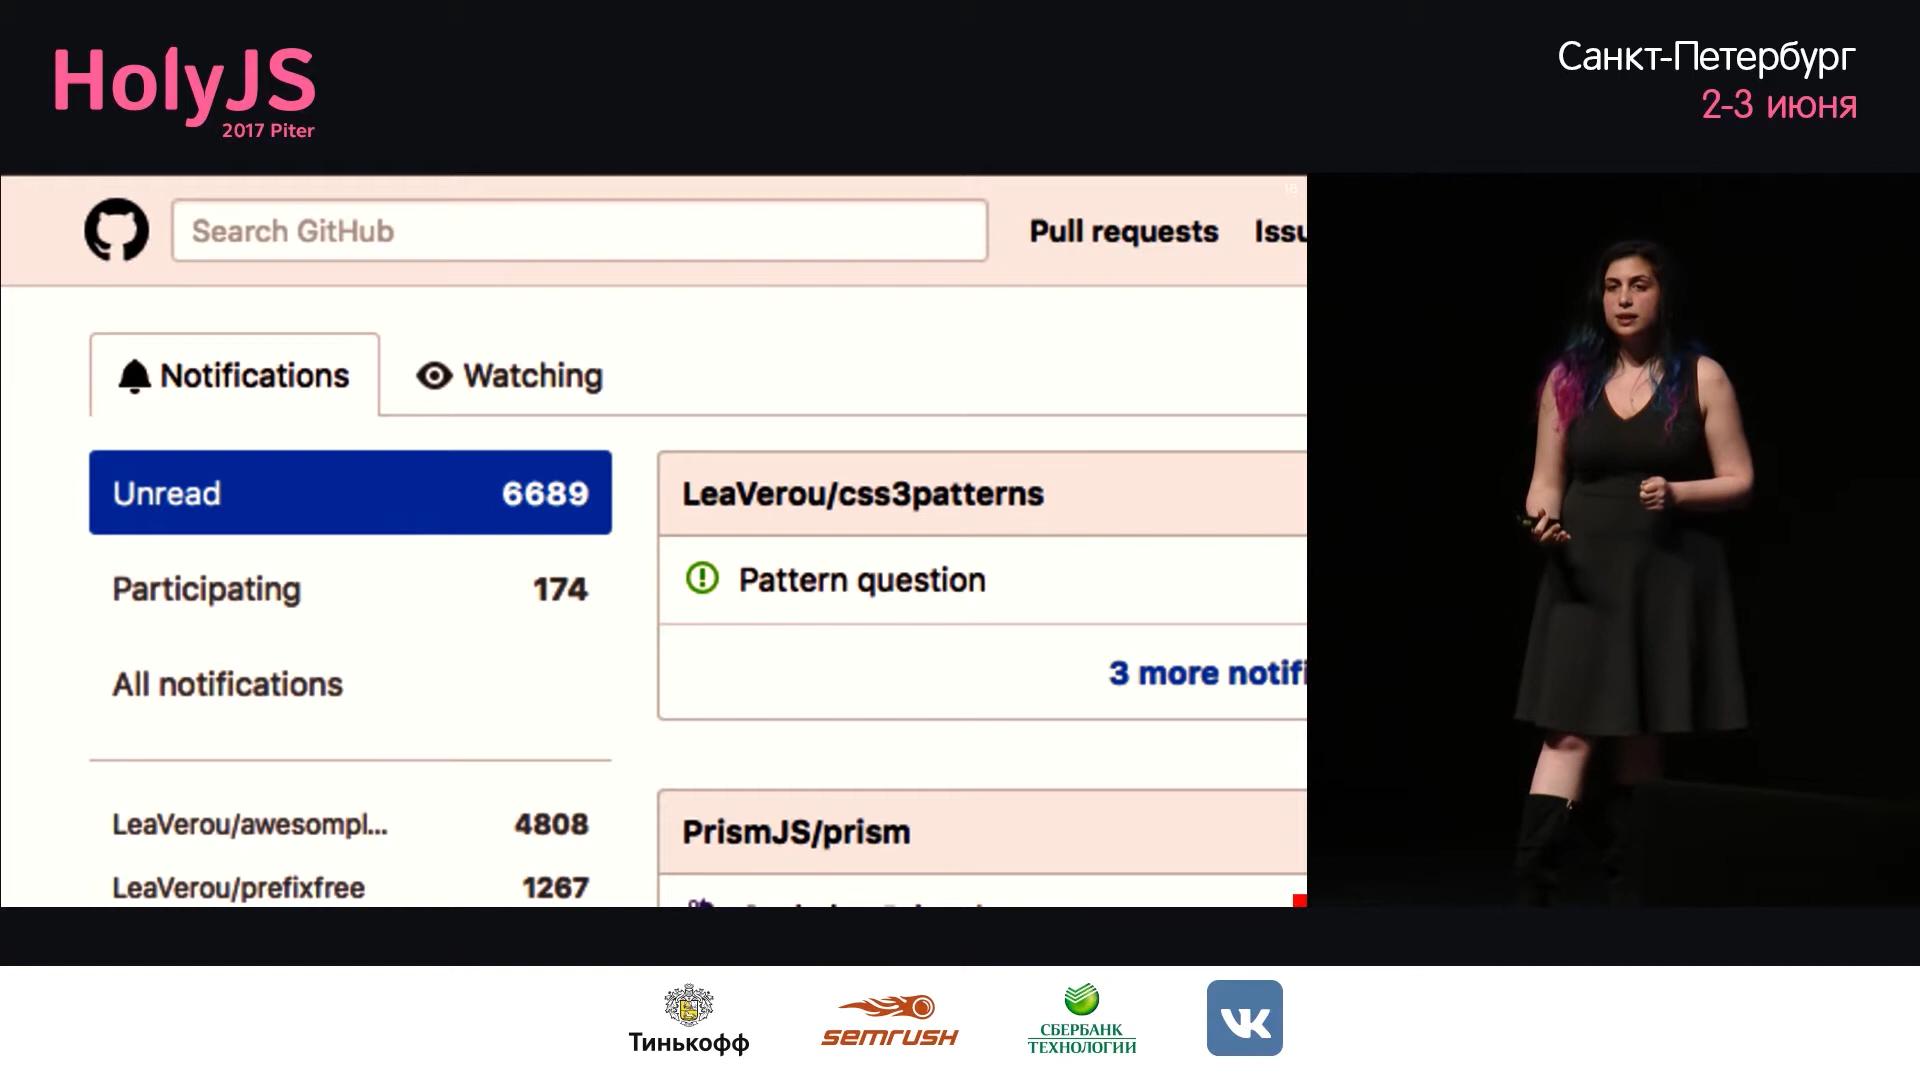 HolyJS
2017 Piter
Санкт-Петербург
2-3 июня
16
Search GitHub
Pull requests
Issu
Notifications
Watching
Unread 6689
Participating 174
All notifications
LeaVerou/awesompl... 4808
LeaVerou/prefixfree 1267
LeaVerou/css3patterns
Pattern question
3 more notifi
PrismJS/prism
Тинькофф
semrush
СБЕРБАНК
ТЕХНОЛОГИИ
VK